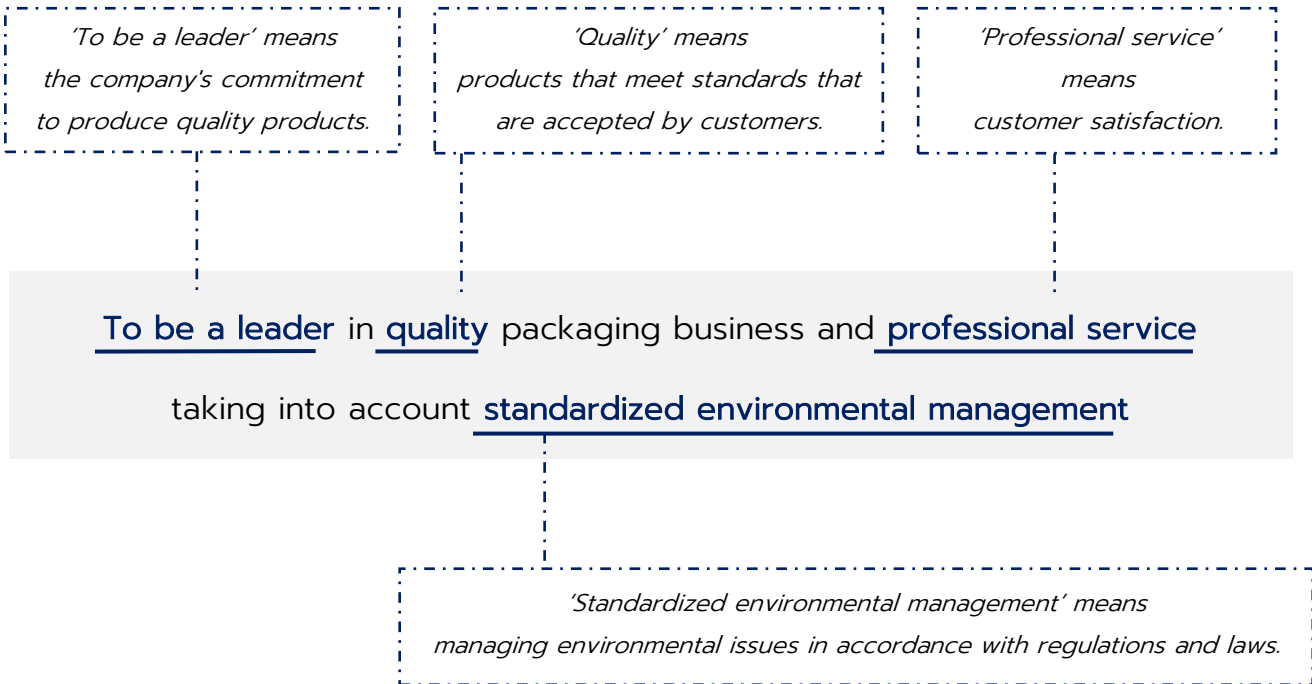 'To be a leader' means
the company's commitment
to produce quality products.
'Quality' means
products that meet standards that
are accepted by customers.
'Professional service'
means
customer satisfaction.
To be a leader in quality packaging business and professional service
taking into account standardized environmental management
'Standardized environmental management' means
managing environmental issues in accordance with regulations and laws.